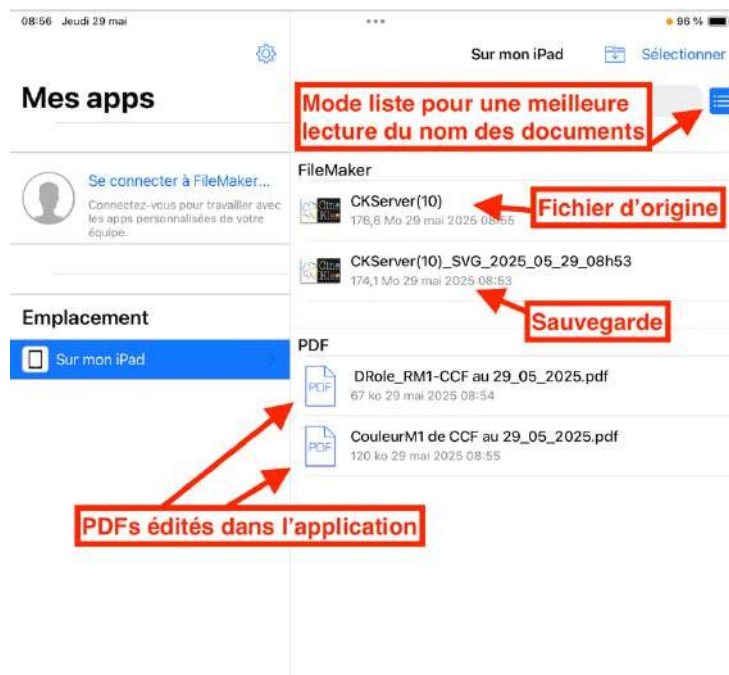 08:56 Jeudi 29 mai
96 %
Sur mon iPad
Sélectionner
Mes apps
Mode liste pour une meilleure
lecture du nom des documents
Se connecter à FileMaker...
Connectez-vous pour travailler avec
les apps personnalisées de votre
équipe.
FileMaker
CKServer(10)
176,6 Mo 29 mai 2025 08:55
Fichier d'origine
CKServer(10)_SVG_2025_05_29_08h53
174,1 Mo 29 mai 2025 08:53
Sauvegarde
Emplacement
Sur mon iPad
PDF
PDF
DRole_RM1-CCF au 29_05_2025.pdf
67 ko 29 mai 2025 08:54
PDF
CouleurM1 de CCF au 29_05_2025.pdf
120 ko 29 mai 2025 08:55
PDFs édités dans l'application